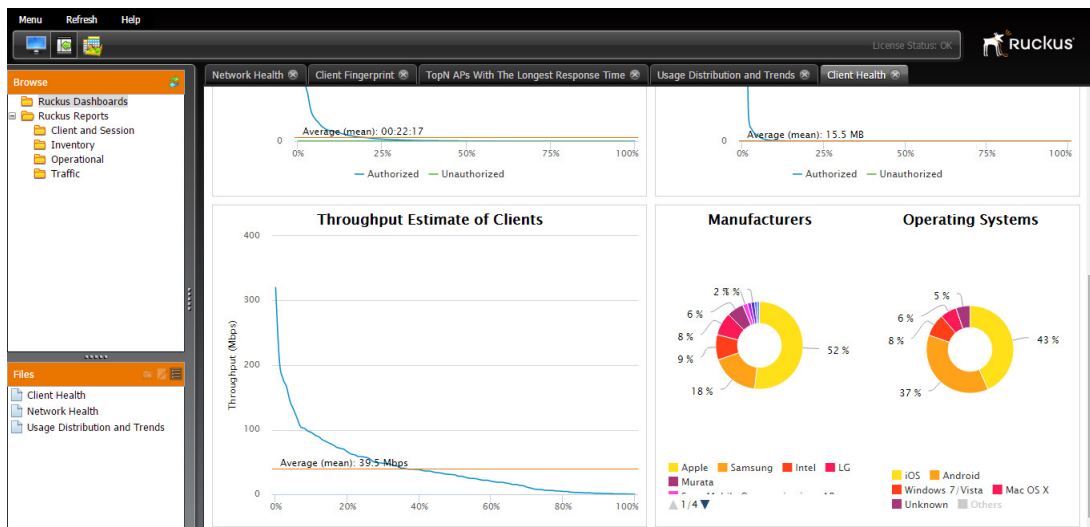 Menu Refresh Help
License Status: OK
Ruckus
Browse
Ruckus Dashboards
Ruckus Reports
Client and Session
Inventory
Operational
Traffic
Files
Client Health
Network Health
Usage Distribution and Trends
Network Health Client Fingerprint TopN APs With The Longest Response Time Usage Distribution and Trends Client Health
Average (mean): 00:22:17
0
0% 25% 50% 75% 100%
Authorized Unauthorized
Average (mean): 15.5 MB
0
0% 25% 50% 75% 100%
Authorized Unauthorized
Throughput Estimate of Clients
Throughput (Mbps)
400
300
200
100
0
Average (mean): 39.5 Mbps
0% 20% 40% 60% 80% 100%
Manufacturers
2 %
6 %
8 %
9 %
18 %
52 %
Apple Samsung Intel LG
Murata
1/4
Operating Systems
5 %
6 %
8 %
37 %
43 %
iOS Android
Windows 7/Vista Mac OS X
Unknown Others